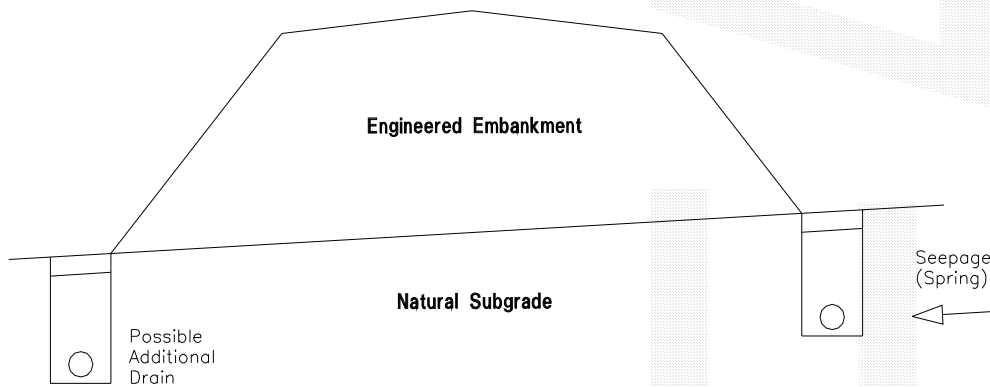 Engineered Embankment
Seepage
(Spring)
Natural Subgrade
Possible
Additional
Drain